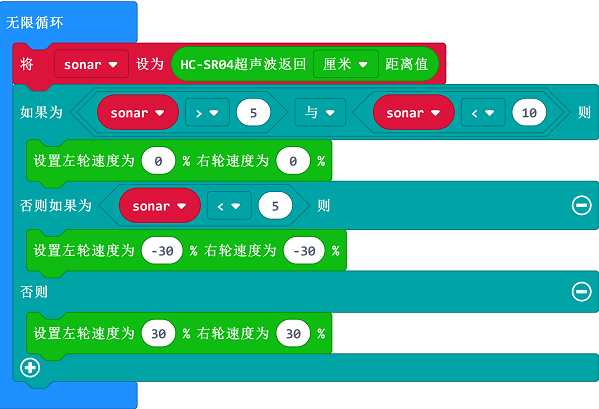 无限循环
将 sonar 设为 HC-SR04超声波返回 厘米 距离值
如果为 sonar > 5 与 sonar < 10 则
设置左轮速度为 0 % 右轮速度为 0 %
否则如果为 sonar < 5 则
设置左轮速度为 -30 % 右轮速度为 -30 %
否则
设置左轮速度为 30 % 右轮速度为 30 %